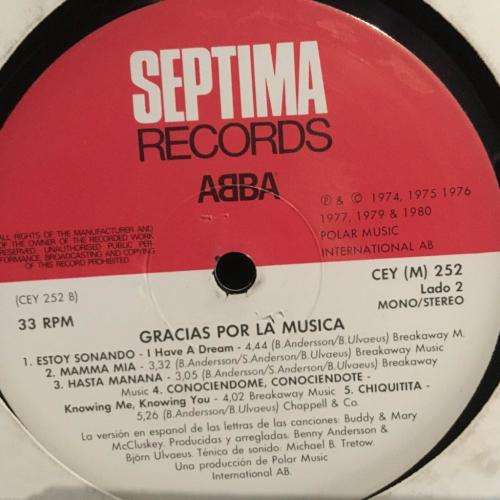 SEPTIMA
RECORDS
ABBA
ALL RIGHTS OF THE MANUFACTURER AND
OF THE OWNER OF THE RECORDED WORK
RESERVED. UNAUTHORISED PUBLIC PER-
FORMANCE, BROADCASTING AND COPYING
OF THIS RECORD PROHIBITED.
℗ & © 1974, 1975 1976
1977, 1979 & 1980
POLAR MUSIC
INTERNATIONAL AB
(CEY 252 B)
33 RPM
CEY (M) 252
Lado 2
MONO/STEREO
GRACIAS POR LA MUSICA
1. ESTOY SONANDO - I Have A Dream - 4,44 (B.Andersson/B.Ulvaeus) Breakaway M.
2. MAMMA MIA - 3,32 (B.Andersson/S.Anderson/B.Ulvaeus) Breakaway M.
3. HASTA MANANA - 3,05 (B.Andersson/S.Anderson/B.Ulvaeus) Breakaway
Music 4. CONOCIENDOME, CONOCIENDOTE -
Knowing Me, Knowing You - 4,02 Breakaway Music 5. CHIQUITITA -
5,26 (B.Andersson/B.Ulvaeus) Chappell & Co.
La versión en espanol de las letras de las canciones: Buddy & Mary
McCluskey. Producidas y arregladas: Benny Andersson &
Björn Ulvaeus. Ténico de sonido: Michael B. Tretow.
Una produción de Polar Music
International AB.